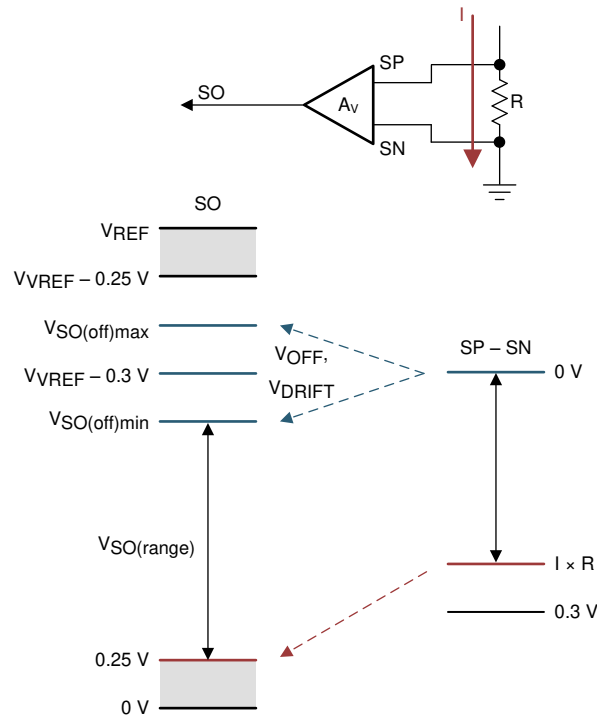 I
SP
SO
AV
R
SN
SO
VREF
VVREF – 0.25 V
VSO(off)max
VOFF,
SP – SN
VVREF – 0.3 V
0 V
VDRIFT
VSO(off)min
VSO(range)
I × R
0.3 V
0.25 V
0 V